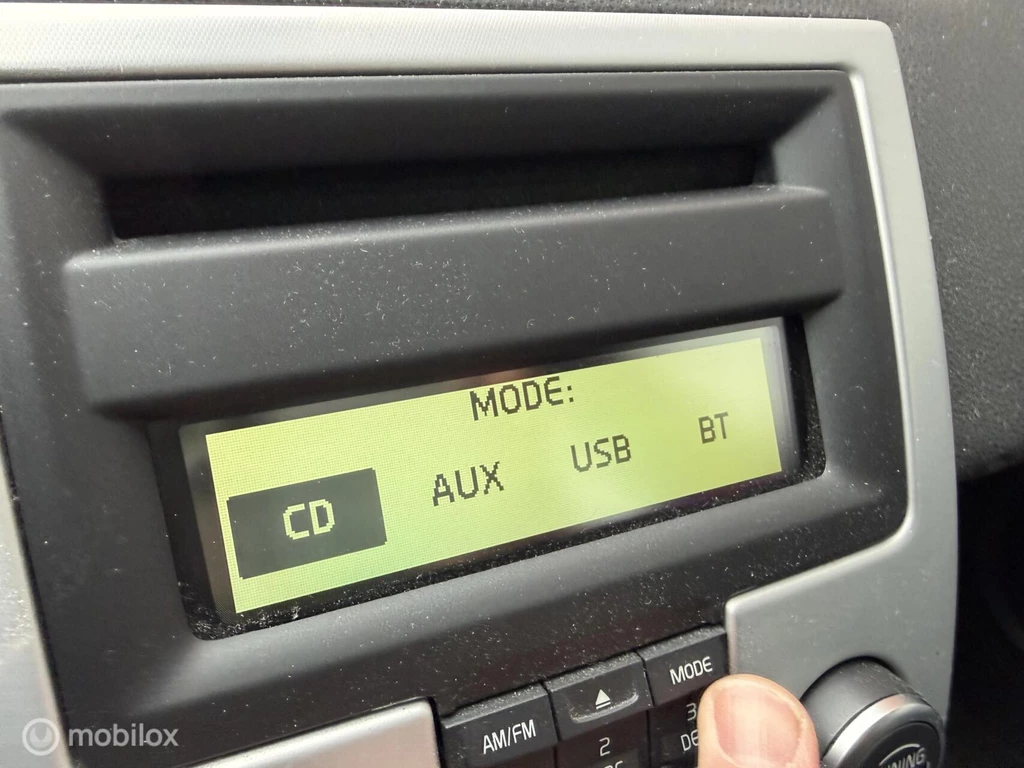 MODE:
CD AUX USB BT
MODE
AM/FM
2
3
mobilox